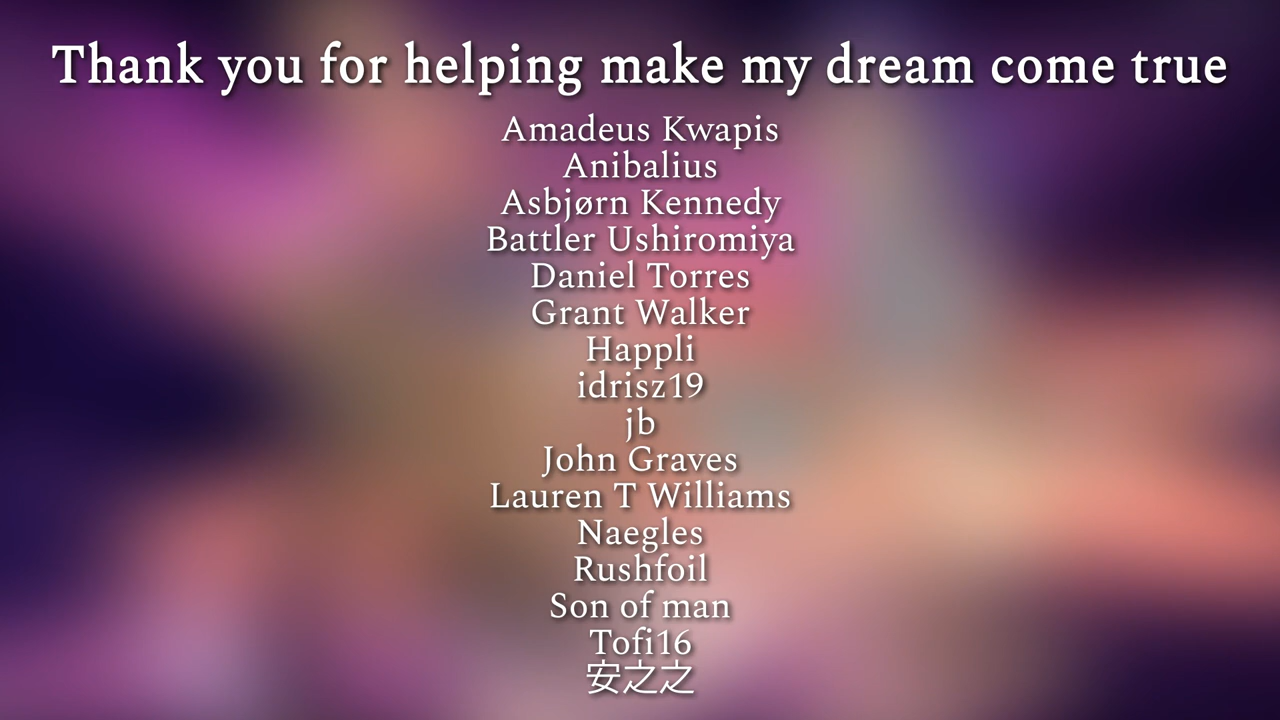 Thank you for helping make my dream come true
Amadeus Kwapis
Anibalius
Asbjørn Kennedy
Battler Ushiromiya
Daniel Torres
Grant Walker
Happli
idrisz19
jb
John Graves
Lauren T Williams
Naegles
Rushfoil
Son of man
Tofi16
安之之